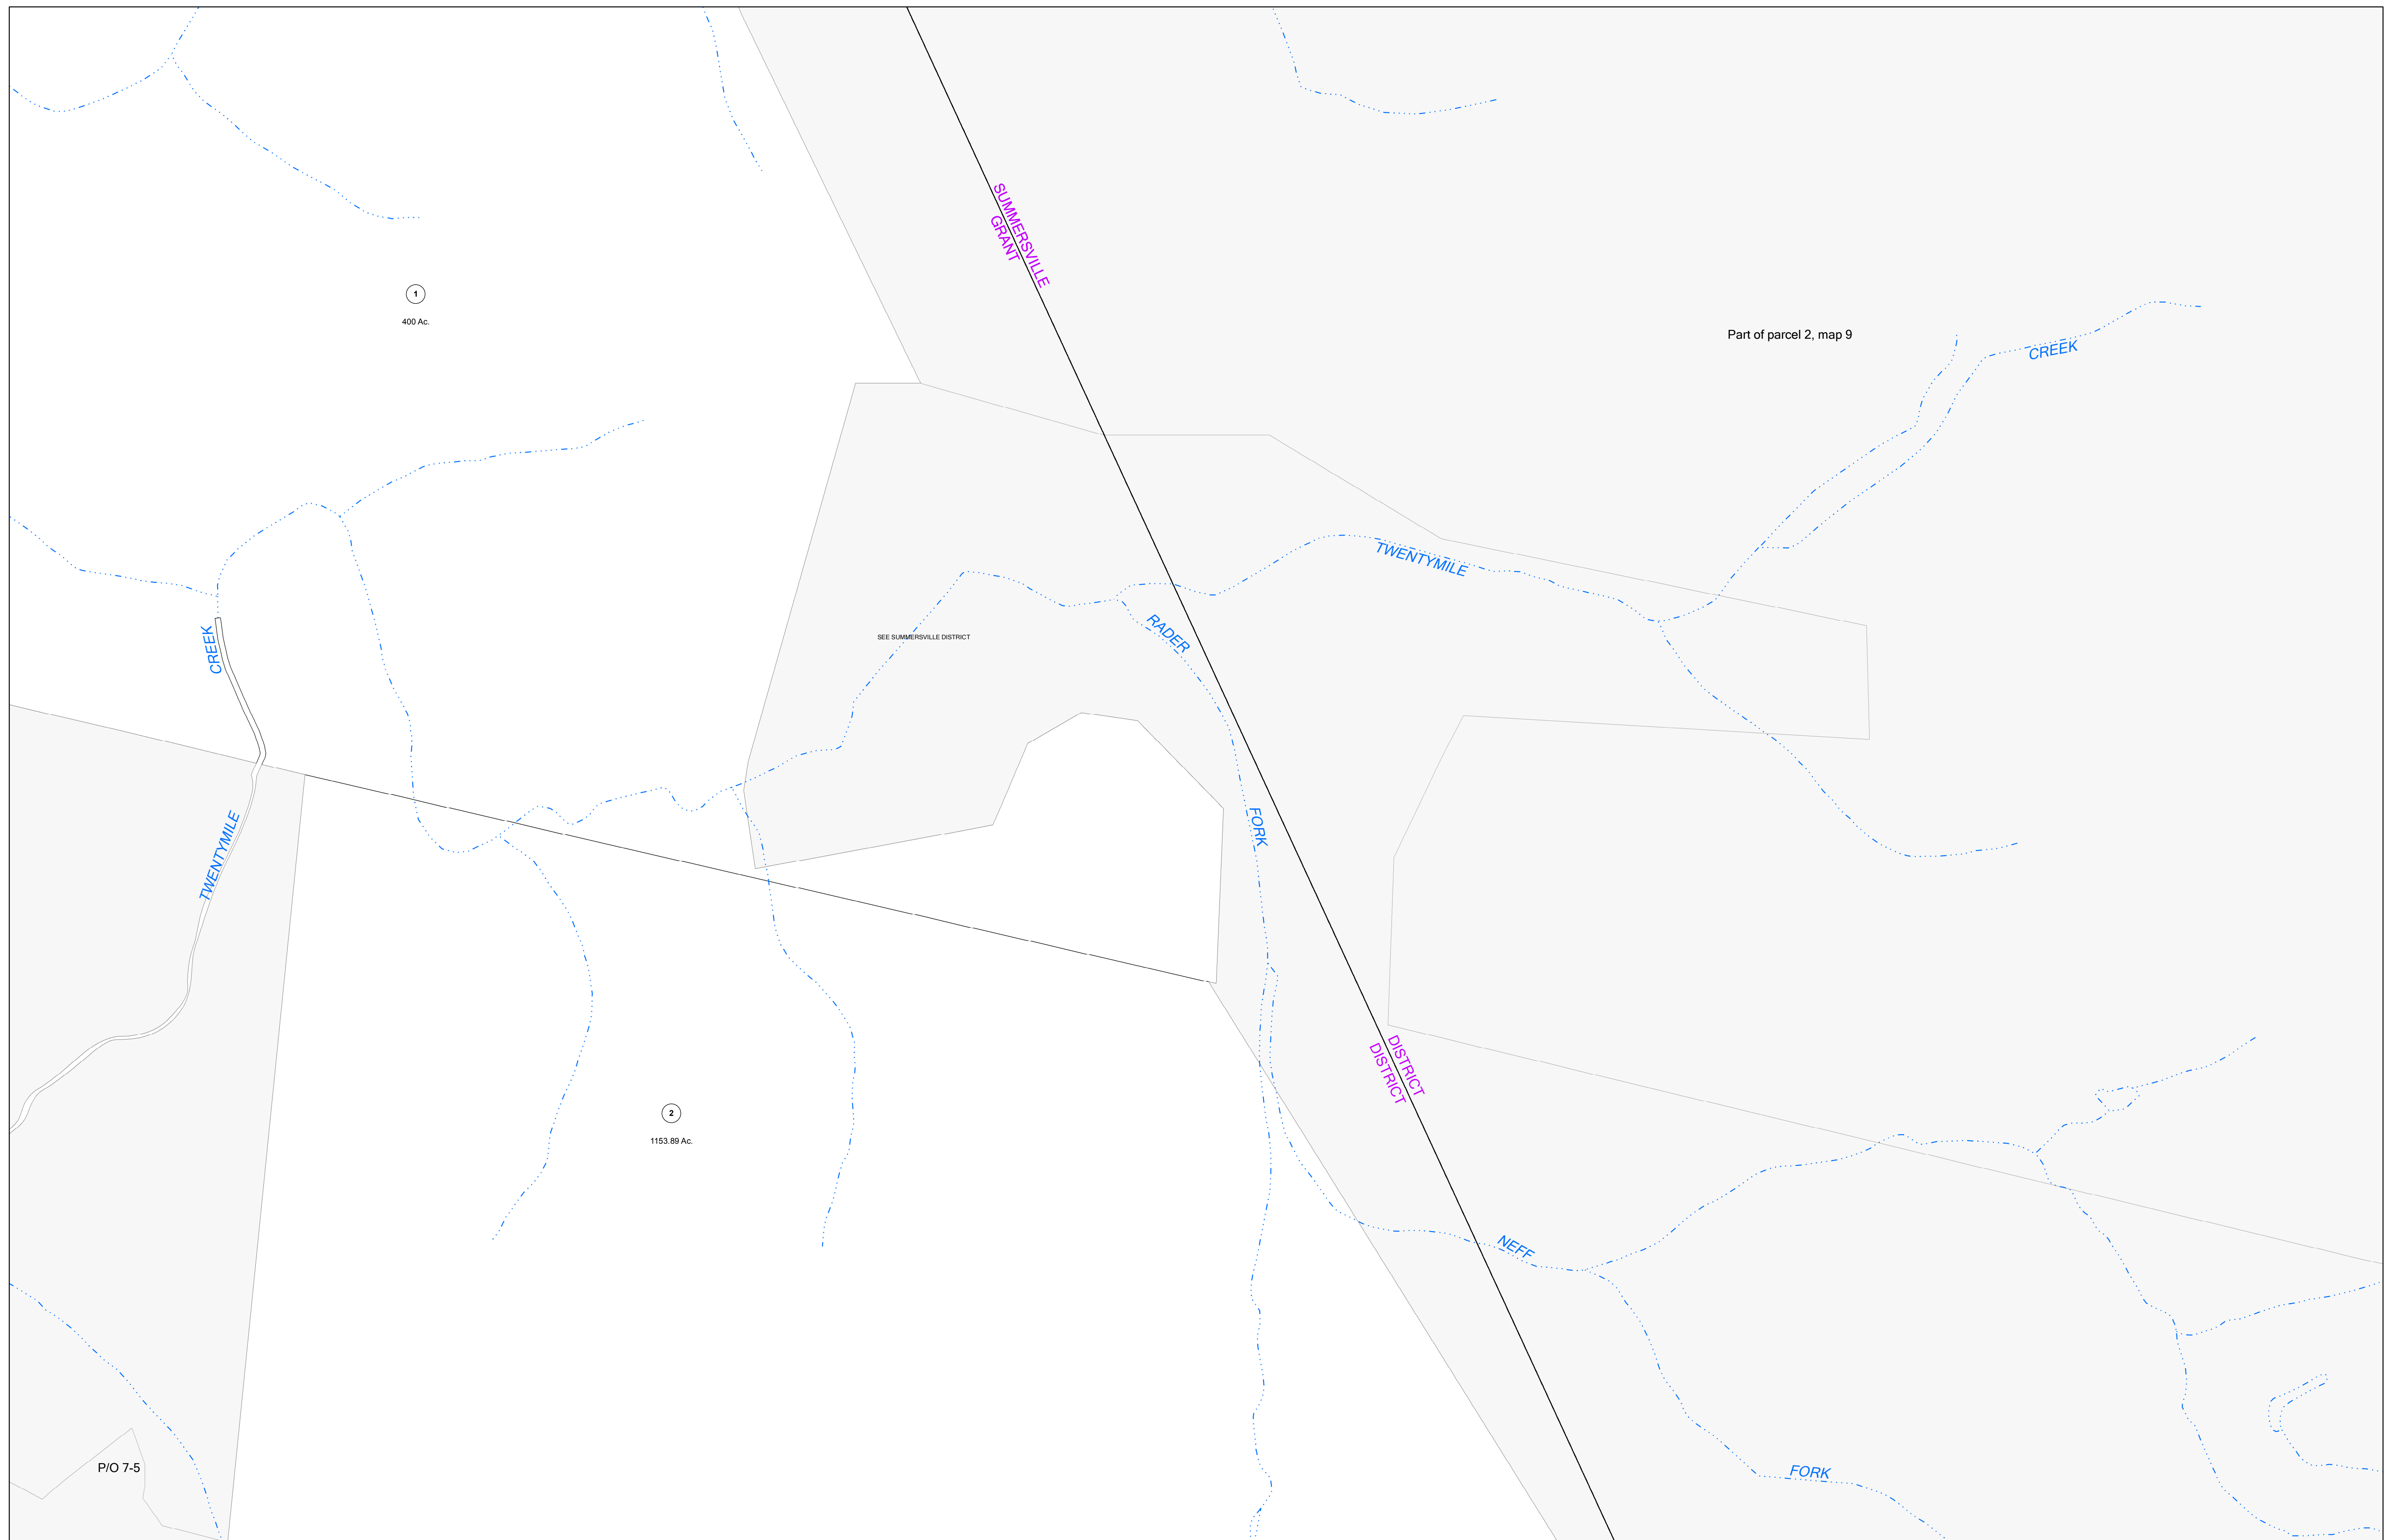 SUMMERSVILLE
GRANT
1
400 Ac.
Part of parcel 2, map 9
CREEK
TWENTYMILE
RADER
SEE SUMMERSVILLE DISTRICT
CREEK
TWENTYMILE
FORK
DISTRICT
DISTRICT
2
1153.89 Ac.
NEFF
P/O 7-5
FORK